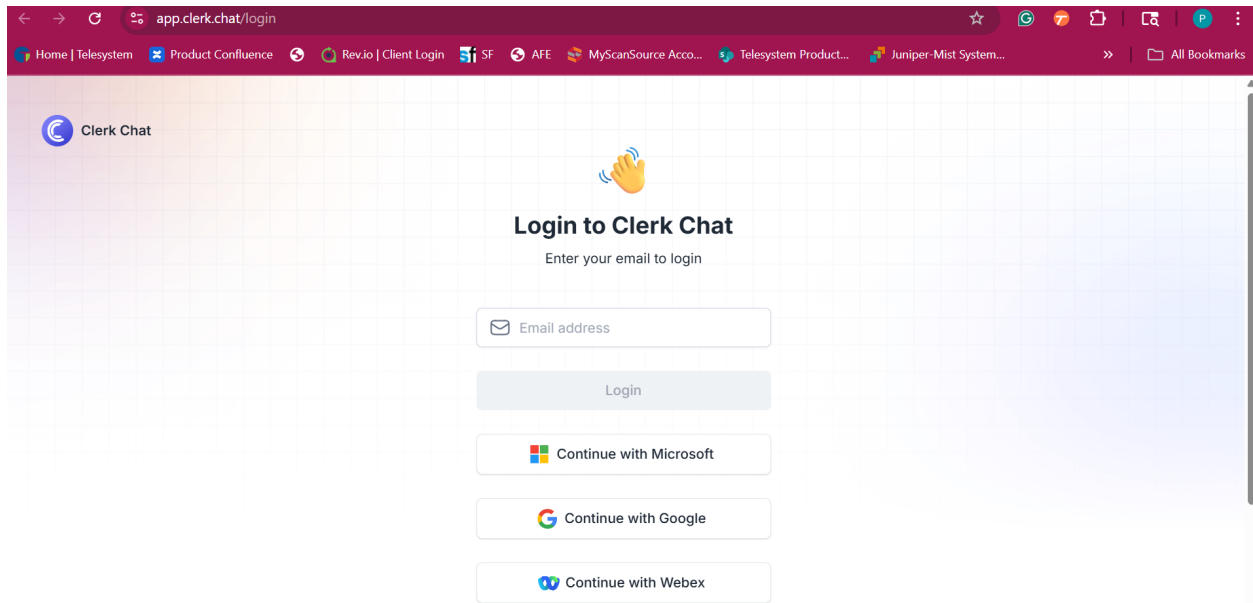 app.clerk.chat/login
P
Home | Telesystem Product Confluence Rev.io | Client Login SF AFE MyScanSource Acco... Telesystem Product... Juniper-Mist System... » All Bookmarks
Clerk Chat
Login to Clerk Chat
Enter your email to login
Email address
Login
Continue with Microsoft
Continue with Google
Continue with Webex